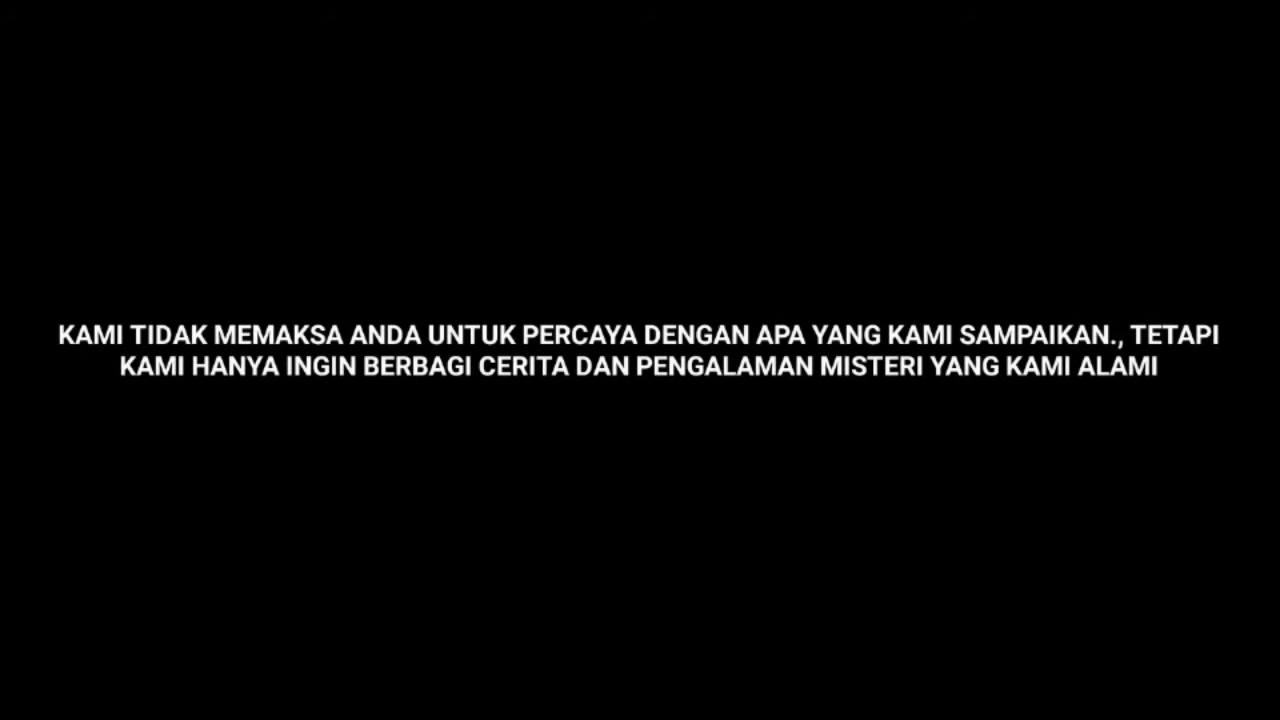 KAMI TIDAK MEMAKSA ANDA UNTUK PERCAYA DENGAN APA YANG KAMI SAMPAIKAN., TETAPI
KAMI HANYA INGIN BERBAGI CERITA DAN PENGALAMAN MISTERI YANG KAMI ALAMI